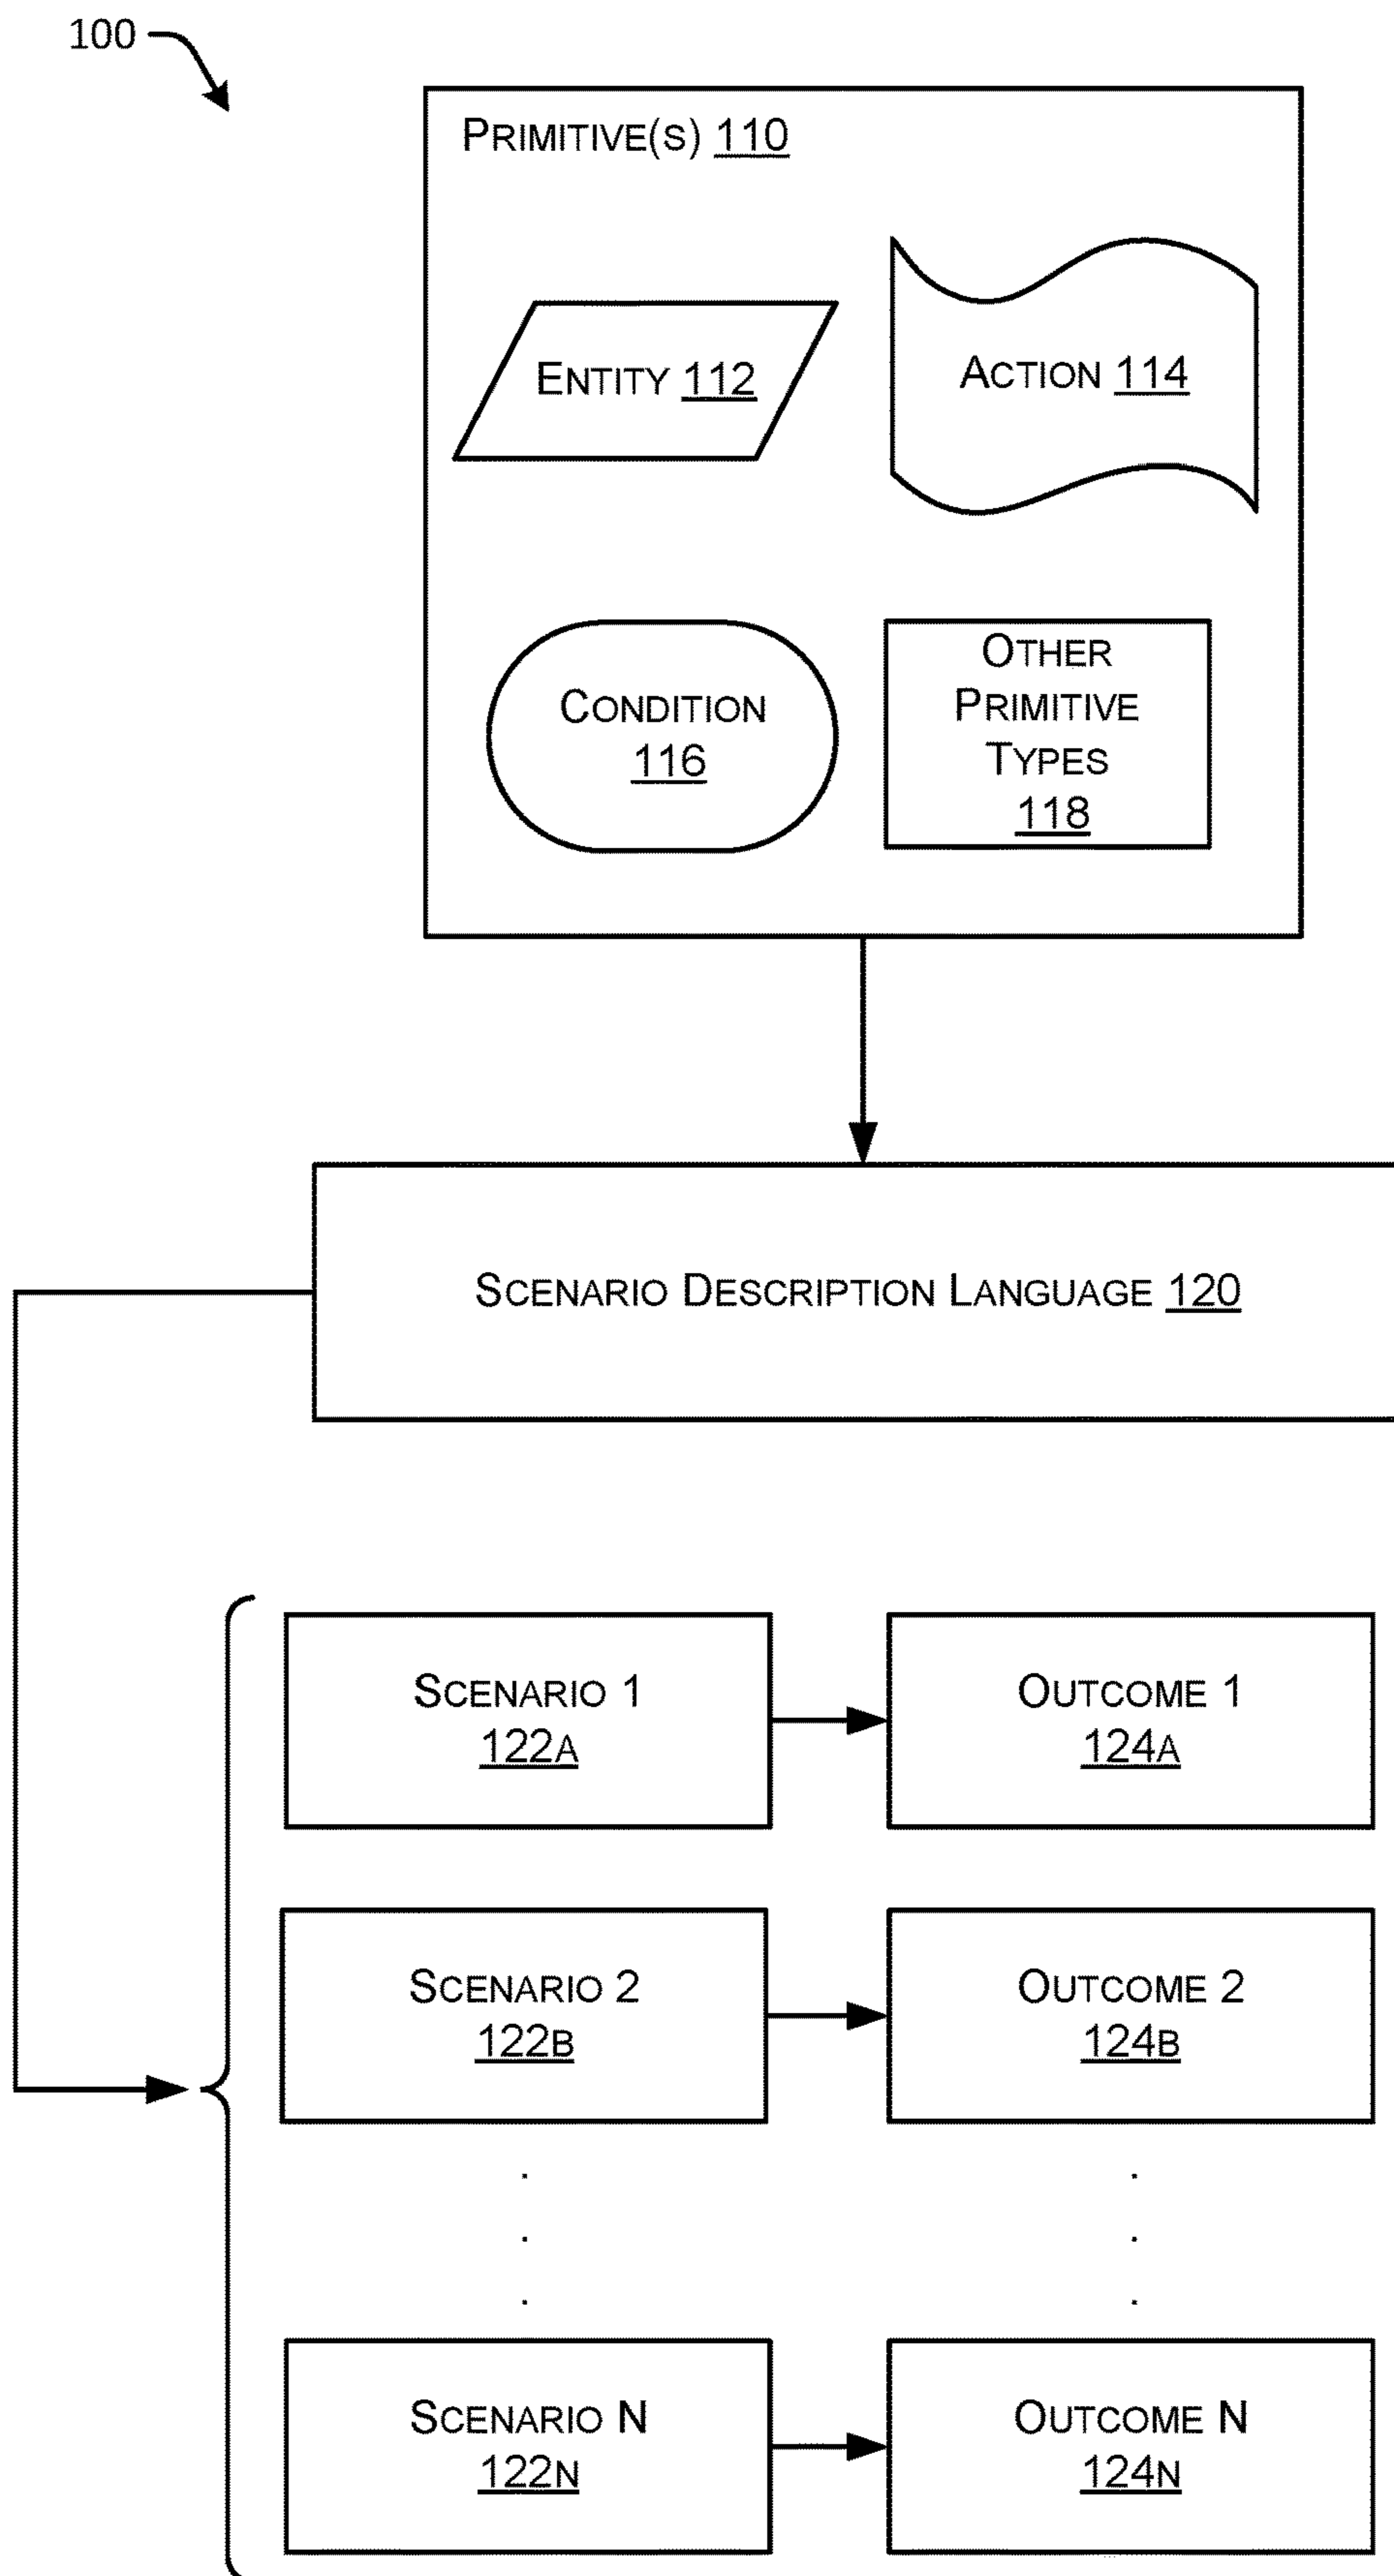 100
PRIMITIVE(S) 110
ENTITY 112
ACTION 114
CONDITION
116
OTHER
PRIMITIVE
TYPES
118
SCENARIO DESCRIPTION LANGUAGE 120
SCENARIO 1
122A
OUTCOME 1
124A
SCENARIO 2
122B
OUTCOME 2
124B
.
.
.
.
.
.
SCENARIO N
122N
OUTCOME N
124N